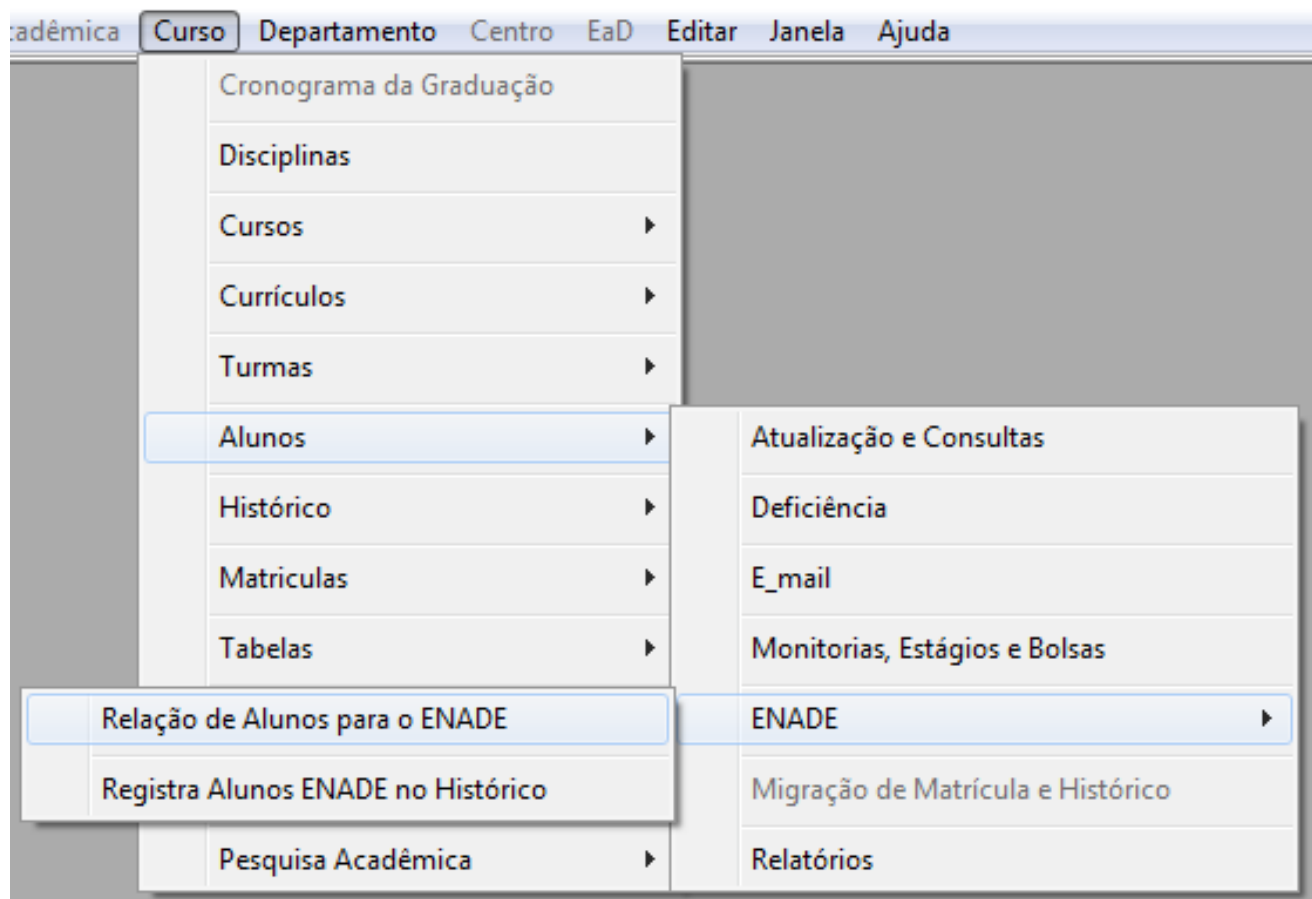 adêmica Curso Departamento Centro EaD Editar Janela Ajuda
Cronograma da Graduação
Disciplinas
Cursos
Currículos
Turmas
Alunos
Histórico
Matriculas
Tabelas
Pesquisa Acadêmica
Atualização e Consultas
Deficiência
E_mail
Monitorias, Estágios e Bolsas
ENADE
Migração de Matrícula e Histórico
Relatórios
Relação de Alunos para o ENADE
Registra Alunos ENADE no Histórico